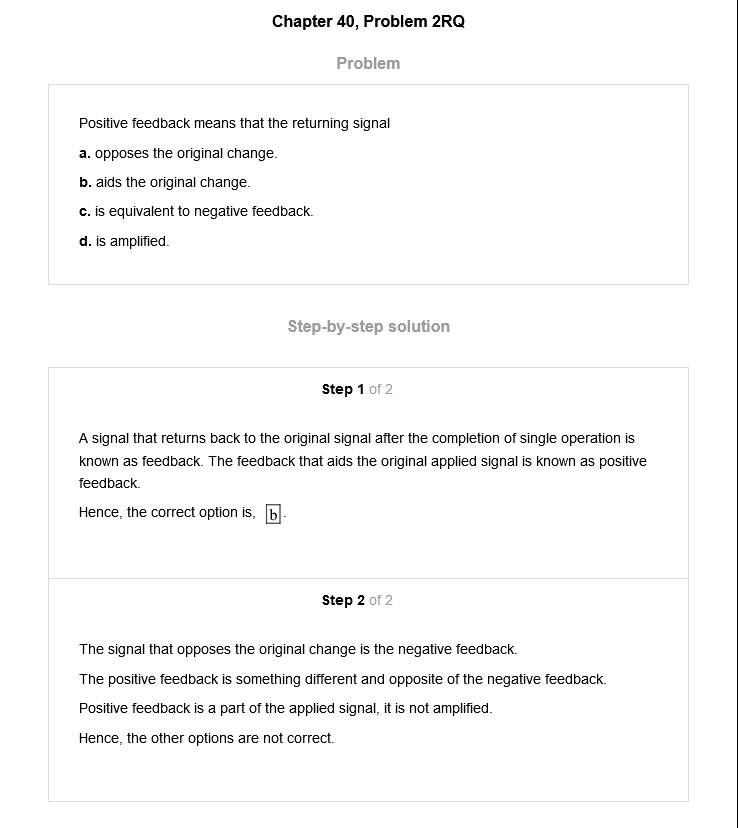 Chapter 40, Problem 2RQ
Problem
Positive feedback means that the returning signal
a. opposes the original change.
b. aids the original change.
c. is equivalent to negative feedback.
d. is amplified.
Step-by-step solution
Step 1 of 2
A signal that returns back to the original signal after the completion of single operation is
known as feedback. The feedback that aids the original applied signal is known as positive
feedback.
Hence, the correct option is, b.
Step 2 of 2
The signal that opposes the original change is the negative feedback.
The positive feedback is something different and opposite of the negative feedback.
Positive feedback is a part of the applied signal, it is not amplified.
Hence, the other options are not correct.